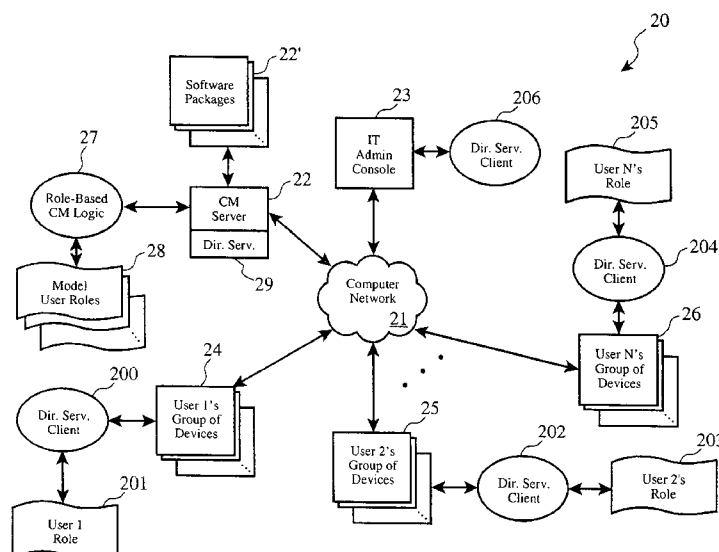 20
22'
Software
Packages
23
IT
Admin
Console
206
Dir. Serv.
Client
205
User N's
Role
27
Role-Based
CM Logic
22
CM
Server
Dir. Serv.
29
28
Model
User Roles
Computer
Network
21
204
Dir. Serv.
Client
26
User N's
Group of
Devices
24
User 1's
Group of
Devices
200
Dir. Serv.
Client
201
User 1
Role
25
User 2's
Group of
Devices
202
Dir. Serv.
Client
203
User 2's
Role